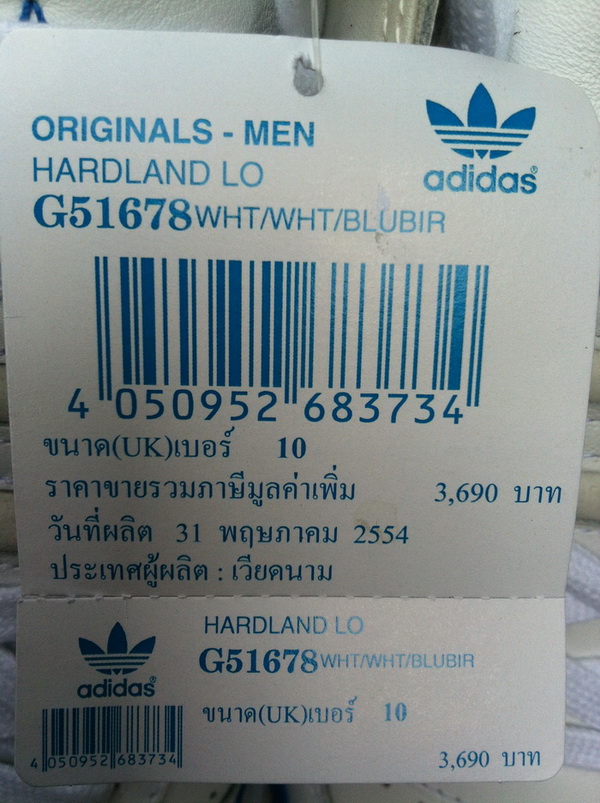 ORIGINALS - MEN
adidas®
HARDLAND LO
G51678 WHT/WHT/BLUBIR
4 050952 683734
ขนาด(UK)เบอร์ 10
ราคาขายรวมภาษีมูลค่าเพิ่ม 3,690 บาท
วันที่ผลิต 31 พฤษภาคม 2554
ประเทศผู้ผลิต : เวียดนาม
HARDLAND LO
G51678 WHT/WHT/BLUBIR
adidas®
ขนาด(UK)เบอร์ 10
4 050952 683734
3,690 บาท